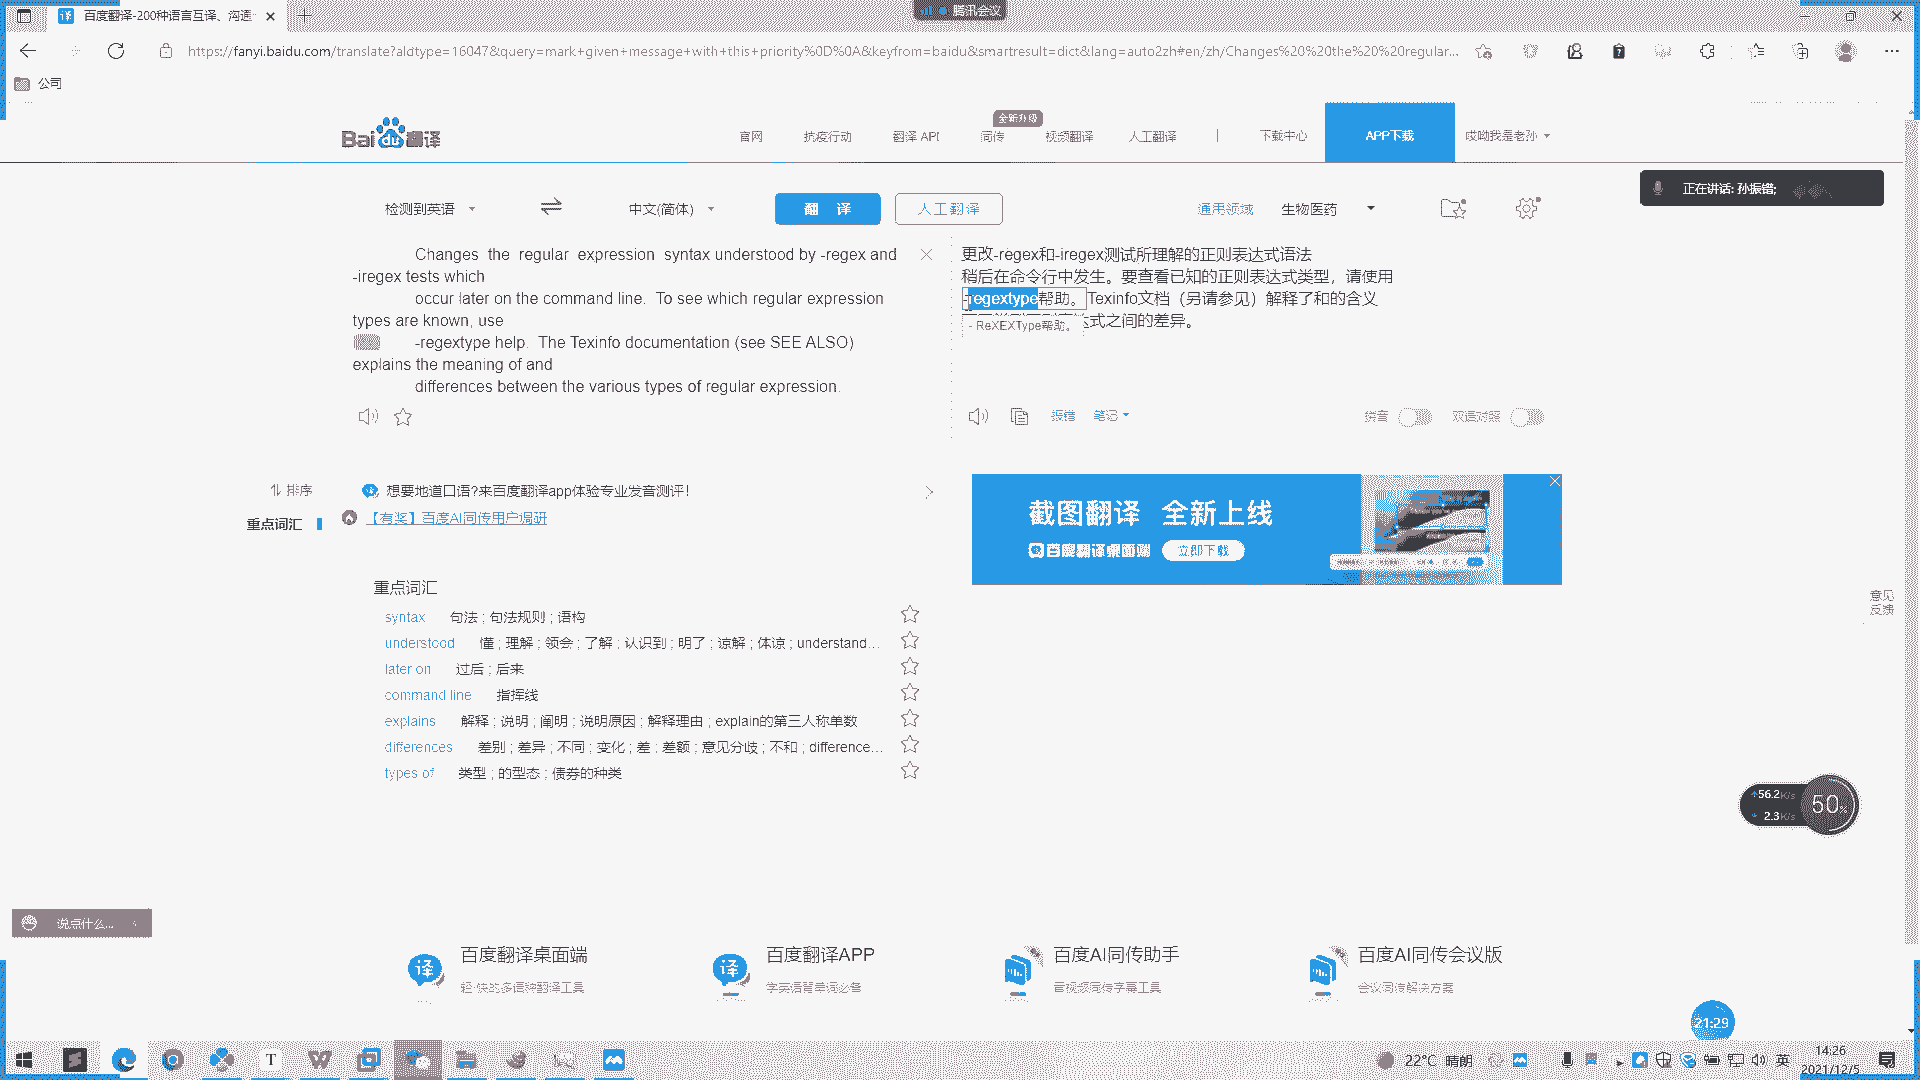 百度翻译-200种语言互译、沟通
腾讯会议
https://fanyi.baidu.com/translate?aldtype=16047&query=mark+given+message+with+this+priority%0D%0A&keyfrom=baidu&smartresult=dict&lang=auto2zh#en/zh/Changes%20%20the%20%20regular...
公司
Bai du 翻译
官网
抗疫行动
翻译 API
同传
全新升级
视频翻译
人工翻译
下载中心
APP下载
哎呦我是老孙
正在讲话: 孙振锴;
检测到英语
中文(简体)
翻 译
人工翻译
通用领域
生物医药
Changes the regular expression syntax understood by -regex and
-iregex tests which
occur later on the command line. To see which regular expression
types are known, use
-regextype help. The Texinfo documentation (see SEE ALSO)
explains the meaning of and
differences between the various types of regular expression.
更改-regex和-iregex测试所理解的正则表达式语法
稍后在命令行中发生。要查看已知的正则表达式类型，请使用
-regextype帮助。Texinfo文档（另请参见）解释了和的含义
式之间的差异。
- ReXEXType帮助。
报错
笔记
拼音
双语对照
排序
重点词汇
想要地道口语?来百度翻译app体验专业发音测评!
【有奖】百度AI同传用户调研
截图翻译 全新上线
百度翻译桌面端
立即下载
重点词汇
syntax 句法 ; 句法规则 ; 语构
understood 懂 ; 理解 ; 领会 ; 了解 ; 认识到 ; 明了 ; 谅解 ; 体谅 ; understand...
later on 过后 ; 后来
command line 指挥线
explains 解释 ; 说明 ; 阐明 ; 说明原因 ; 解释理由 ; explain的第三人称单数
differences 差别 ; 差异 ; 不同 ; 变化 ; 差 ; 差额 ; 意见分歧 ; 不和 ; difference...
types of 类型 ; 的型态 ; 债券的种类
意见
反馈
56.2K/s
2.3K/s
50%
说点什么...
百度翻译桌面端
轻·快的多语种翻译工具
百度翻译APP
学英语背单词必备
百度AI同传助手
音视频同传字幕工具
百度AI同传会议版
会议同传解决方案
21:29
22°C 晴朗
英
14:26
2021/12/5